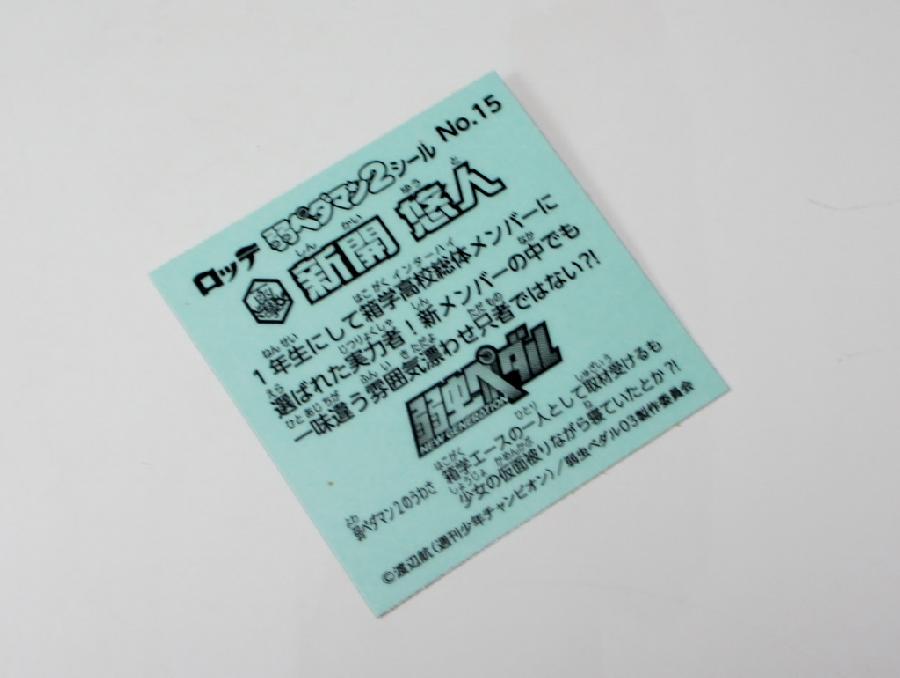 ロッテ 弱ペダマン2シール No.15
新開 悠人
1年生にして箱学高校総体メンバーに
選ばれた実力者！新メンバーの中でも
一味違う雰囲気漂わせ只者ではない?!
弱虫ペダル
NEW GENERATION
弱ペダマン2のうわさ
箱学エースの一人として取材受けるも
少女の仮面被りながら寝ていたとか?!
©渡辺航(週刊少年チャンピオン)/弱虫ペダル03製作委員会